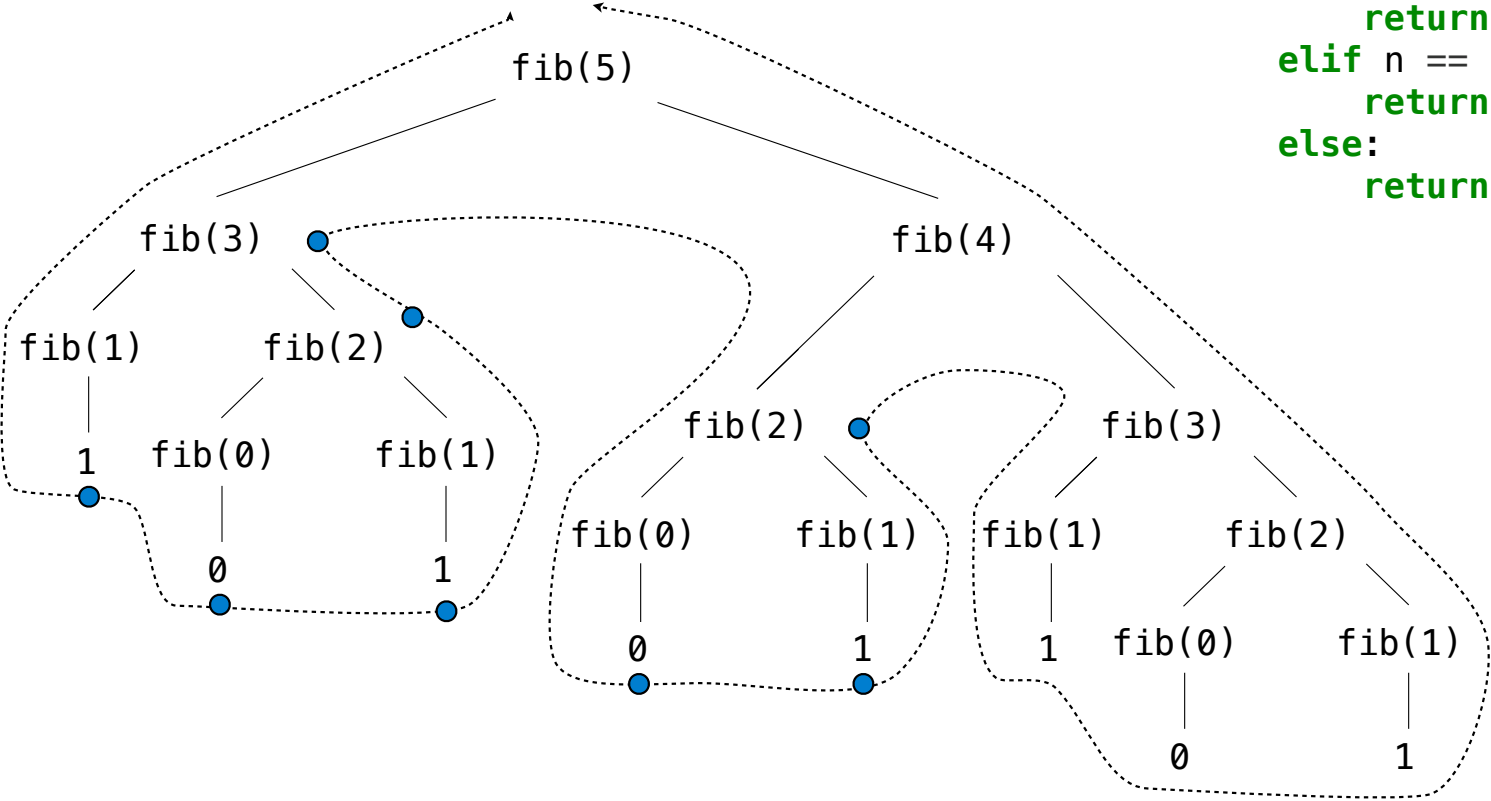 return
elif n ==
return
else:
return
fib(5)
fib(3) fib(4)
fib(1) fib(2)
fib(2) fib(3)
1 fib(0) fib(1)
fib(0) fib(1) fib(1) fib(2)
0 1
0 1 1 fib(0) fib(1)
0 1